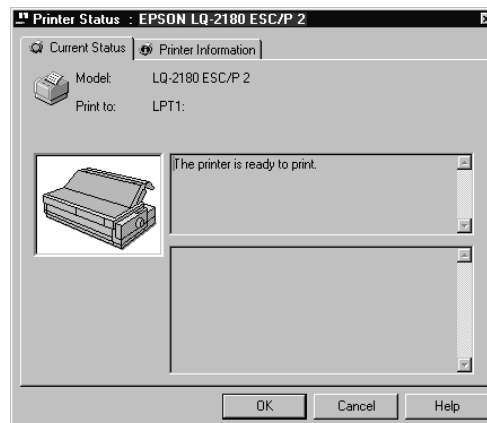 Printer Status : EPSON LQ-2180 ESC/P 2
Current Status Printer Information
Model: LQ-2180 ESC/P 2
Print to: LPT1:
The printer is ready to print.
OK Cancel Help